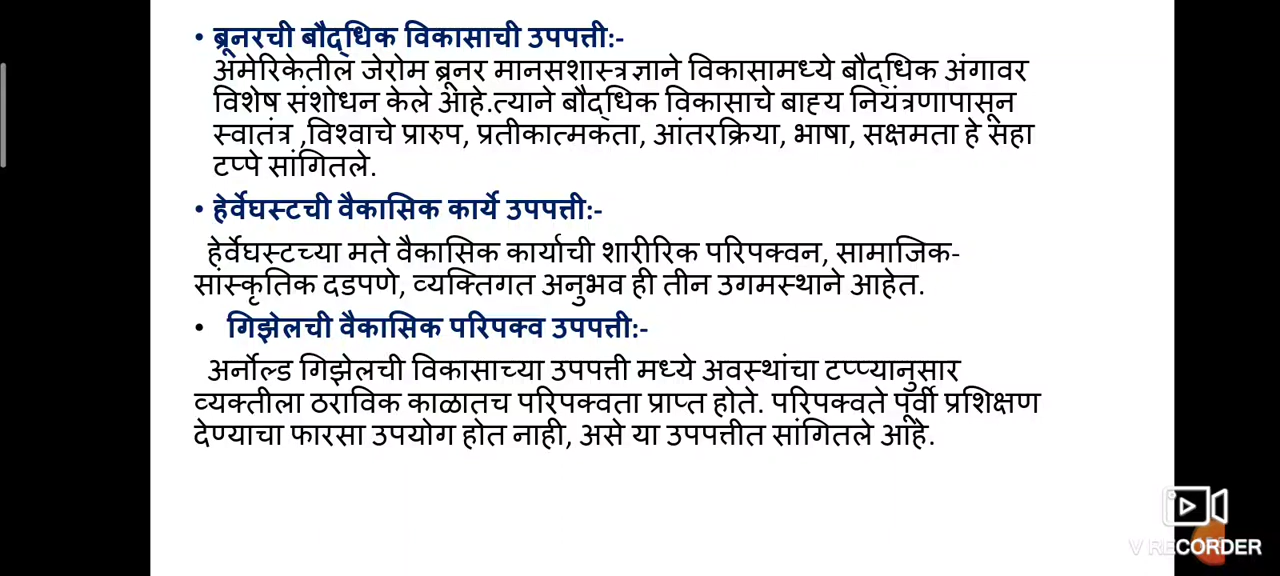 • ब्रूनरची बौद्धिक विकासाची उपपत्ती:-
अमेरिकेतील जेरोम ब्रूनर मानसशास्त्रज्ञाने विकासामध्ये बौद्धिक अंगावर
विशेष संशोधन केले आहे.त्याने बौद्धिक विकासाचे बाह्य नियंत्रणापासून
स्वातंत्र ,विश्वाचे प्रारुप, प्रतीकात्मकता, आंतरक्रिया, भाषा, सक्षमता हे सहा
टप्पे सांगितले.
• हेर्वेघस्टची वैकासिक कार्ये उपपत्ती:-
हेर्वेघस्टच्या मते वैकासिक कार्याची शारीरिक परिपक्वन, सामाजिक-
सांस्कृतिक दडपणे, व्यक्तिगत अनुभव ही तीन उगमस्थाने आहेत.
• गिझेलची वैकासिक परिपक्व उपपत्ती:-
अर्नोल्ड गिझेलची विकासाच्या उपपत्ती मध्ये अवस्थांचा टप्प्यानुसार
व्यक्तीला ठराविक काळातच परिपक्वता प्राप्त होते. परिपक्वते पूर्वी प्रशिक्षण
देण्याचा फारसा उपयोग होत नाही, असे या उपपत्तीत सांगितले आहे.
V RECORDER